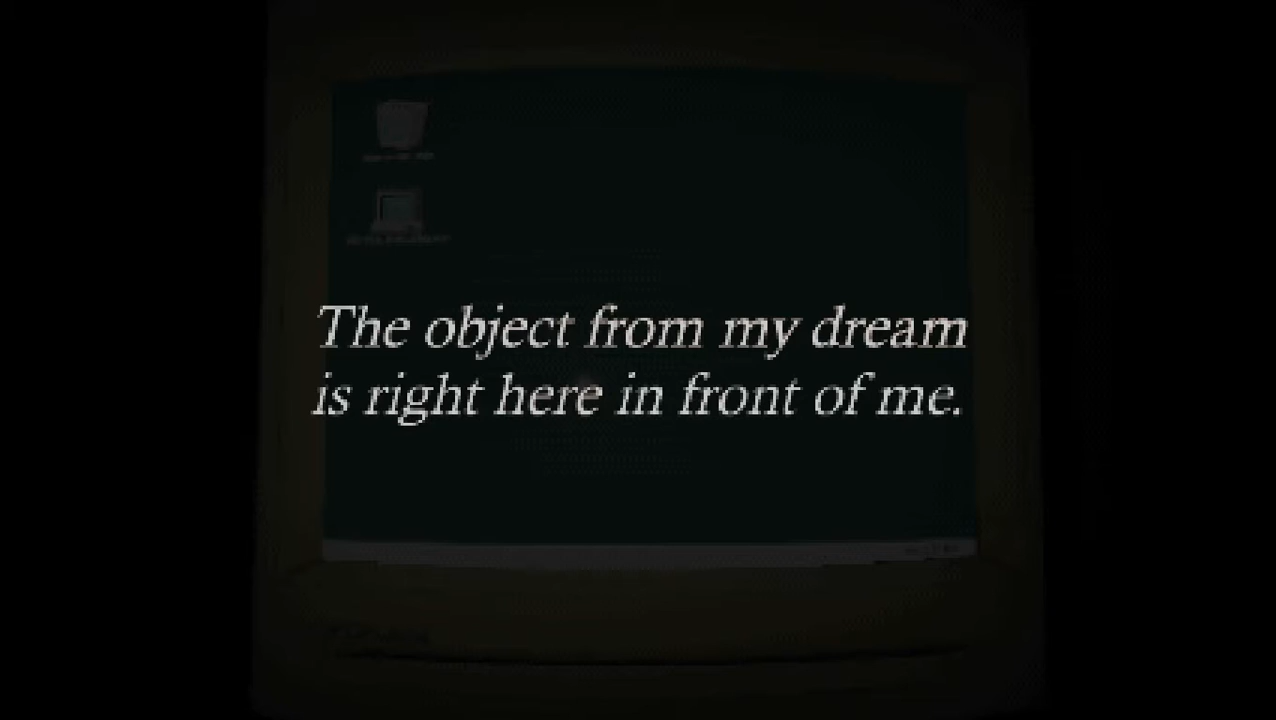 The object from my dream
is right here in front of me.